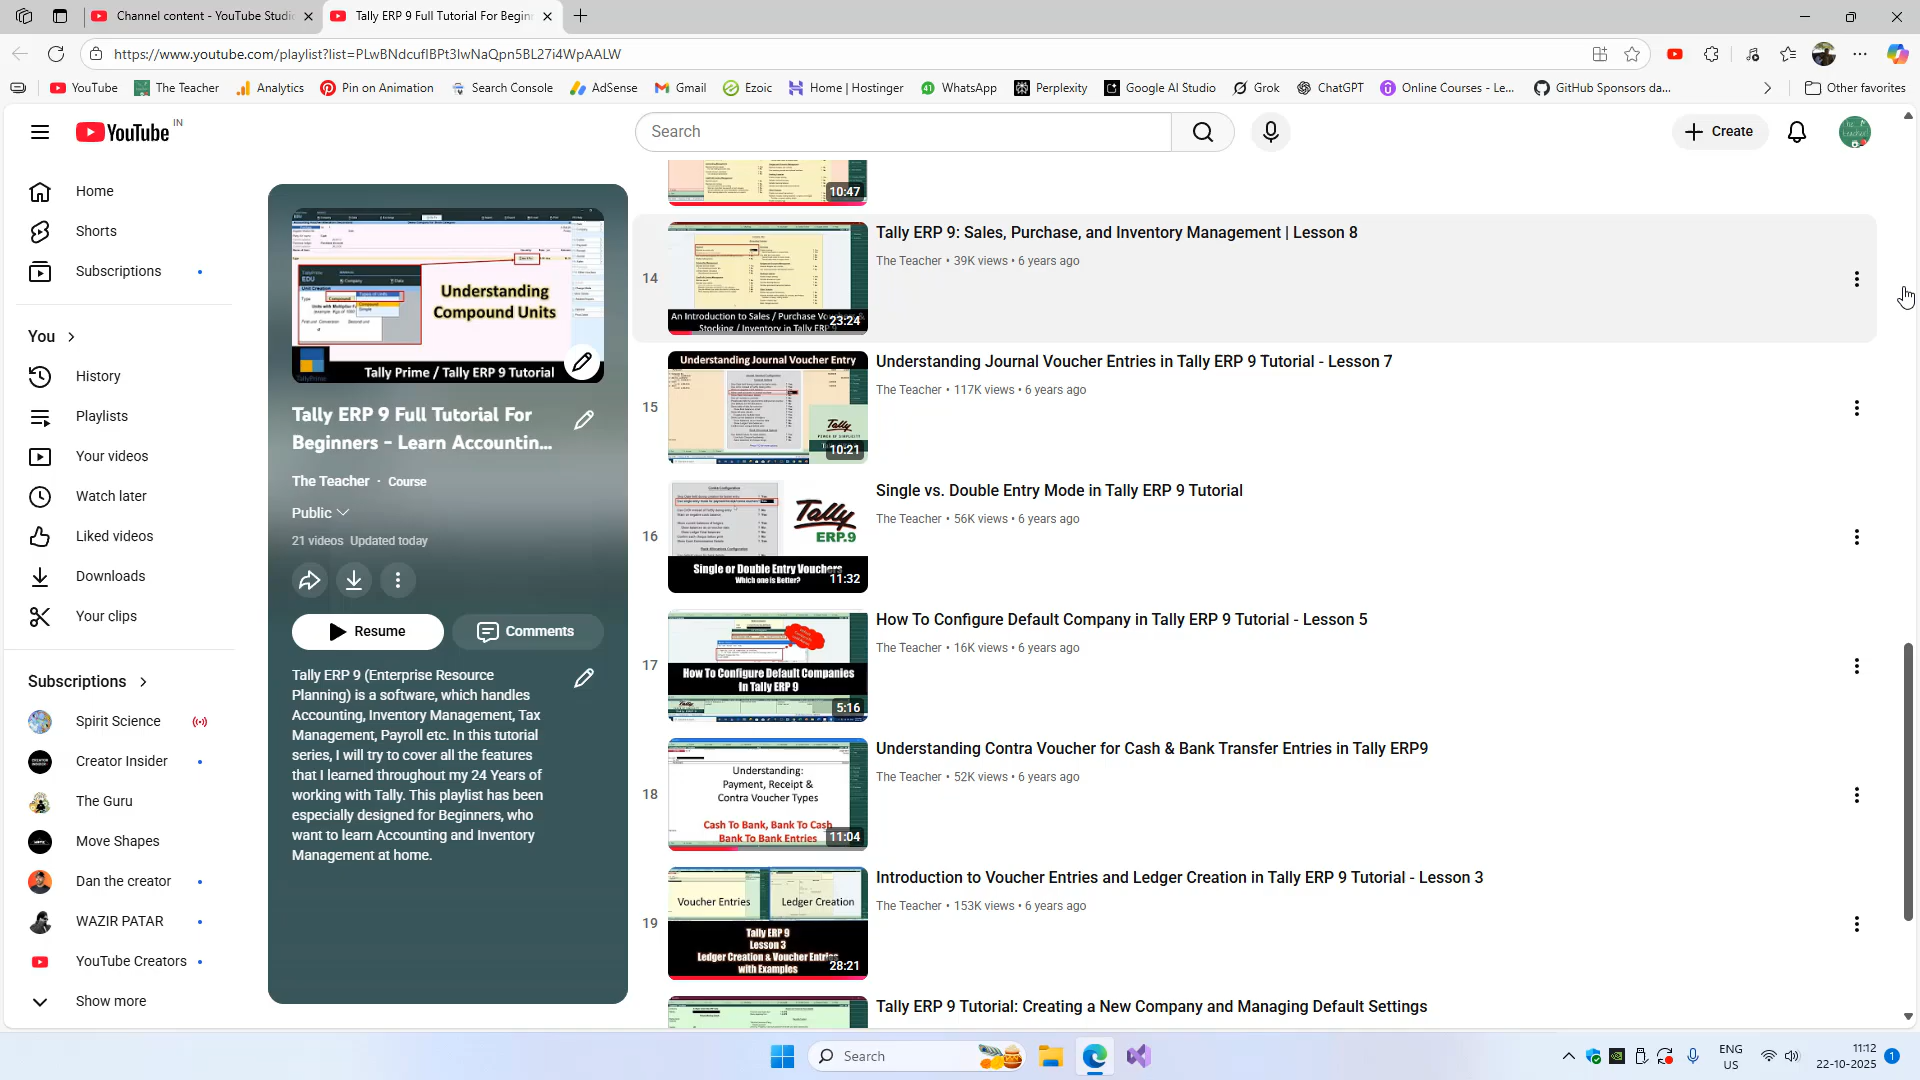 Channel content - YouTube Studi
Tally ERP 9 Full Tutorial For Begin
https://www.youtube.com/playlist?list=PLwBNdcuflBPt3IwNaQpn5BL27i4WpAALW
YouTube
The Teacher
Analytics
Pin on Animation
Search Console
AdSense
Gmail
Ezoic
Home | Hostinger
WhatsApp
Perplexity
Google AI Studio
Grok
ChatGPT
Online Courses - Le...
GitHub Sponsors da...
Other favorites
YouTube IN
Search
Create
Home
Shorts
Subscriptions
You
History
Playlists
Your videos
Watch later
Liked videos
Downloads
Your clips
Subscriptions
Spirit Science
Creator Insider
The Guru
Move Shapes
Dan the creator
WAZIR PATAR
YouTube Creators
Show more
Understanding
Compound Units
Tally Prime / Tally ERP 9 Tutorial
Tally ERP 9 Full Tutorial For
Beginners - Learn Accountin...
The Teacher · Course
Public
21 videos Updated today
Resume
Comments
Tally ERP 9 (Enterprise Resource
Planning) is a software, which handles
Accounting, Inventory Management, Tax
Management, Payroll etc. In this tutorial
series, I will try to cover all the features
that I learned throughout my 24 Years of
working with Tally. This playlist has been
especially designed for Beginners, who
want to learn Accounting and Inventory
Management at home.
10:47
14
An Introduction to Sales / Purchase
Stocking / Inventory in Tally ERP 9
23:24
Tally ERP 9: Sales, Purchase, and Inventory Management | Lesson 8
The Teacher • 39K views • 6 years ago
15
Understanding Journal Voucher Entry
Tally
POWER OF SIMPLICITY
10:21
Understanding Journal Voucher Entries in Tally ERP 9 Tutorial - Lesson 7
The Teacher • 117K views • 6 years ago
16
Tally
ERP.9
Single or Double Entry Vouchers
Which one is Better?
11:32
Single vs. Double Entry Mode in Tally ERP 9 Tutorial
The Teacher • 56K views • 6 years ago
17
How To Configure Default Companies
In Tally ERP 9
5:16
How To Configure Default Company in Tally ERP 9 Tutorial - Lesson 5
The Teacher • 16K views • 6 years ago
18
Understanding:
Payment, Receipt &
Contra Voucher Types
Cash To Bank, Bank To Cash
Bank To Bank Entries
11:04
Understanding Contra Voucher for Cash & Bank Transfer Entries in Tally ERP9
The Teacher • 52K views • 6 years ago
19
Voucher Entries
Ledger Creation
Tally ERP 9
Lesson 3
Ledger Creation & Voucher Entries
with Examples
28:21
Introduction to Voucher Entries and Ledger Creation in Tally ERP 9 Tutorial - Lesson 3
The Teacher • 153K views • 6 years ago
Tally ERP 9 Tutorial: Creating a New Company and Managing Default Settings
Search
ENG
US
11:12
22-10-2025
1